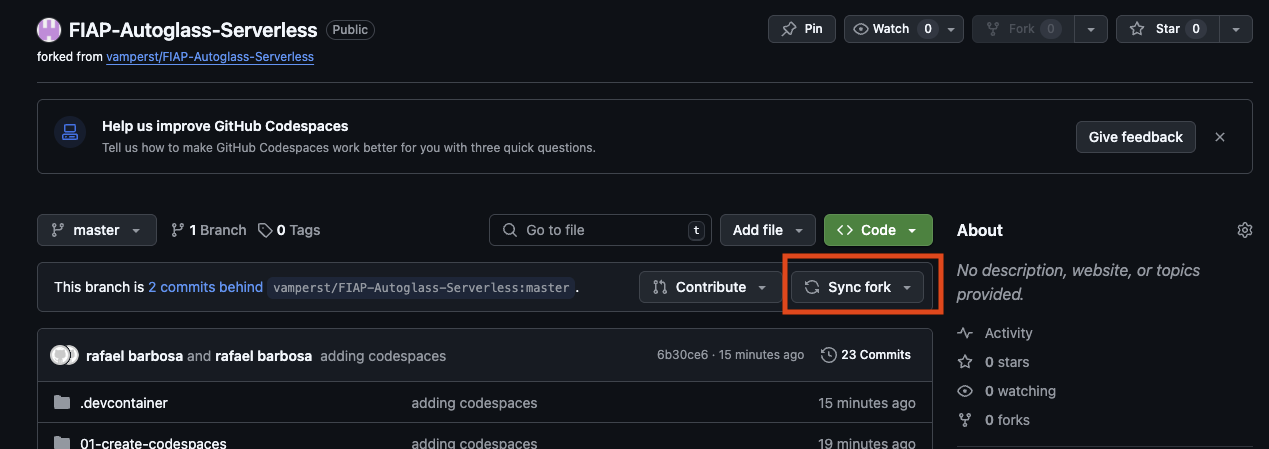 FIAP-Autoglass-Serverless Public Pin Watch 0 Fork 0 Star 0
forked from vamperst/FIAP-Autoglass-Serverless
Help us improve GitHub Codespaces
Tell us how to make GitHub Codespaces work better for you with three quick questions.
Give feedback
master 1 Branch 0 Tags Go to file t Add file Code
This branch is 2 commits behind vamperst/FIAP-Autoglass-Serverless:master . Contribute Sync fork
rafael barbosa and rafael barbosa adding codespaces 6b30ce6 · 15 minutes ago 23 Commits
.devcontainer adding codespaces 15 minutes ago
01-create-codespaces adding codespaces 19 minutes ago
About
No description, website, or topics
provided.
Activity
0 stars
0 watching
0 forks